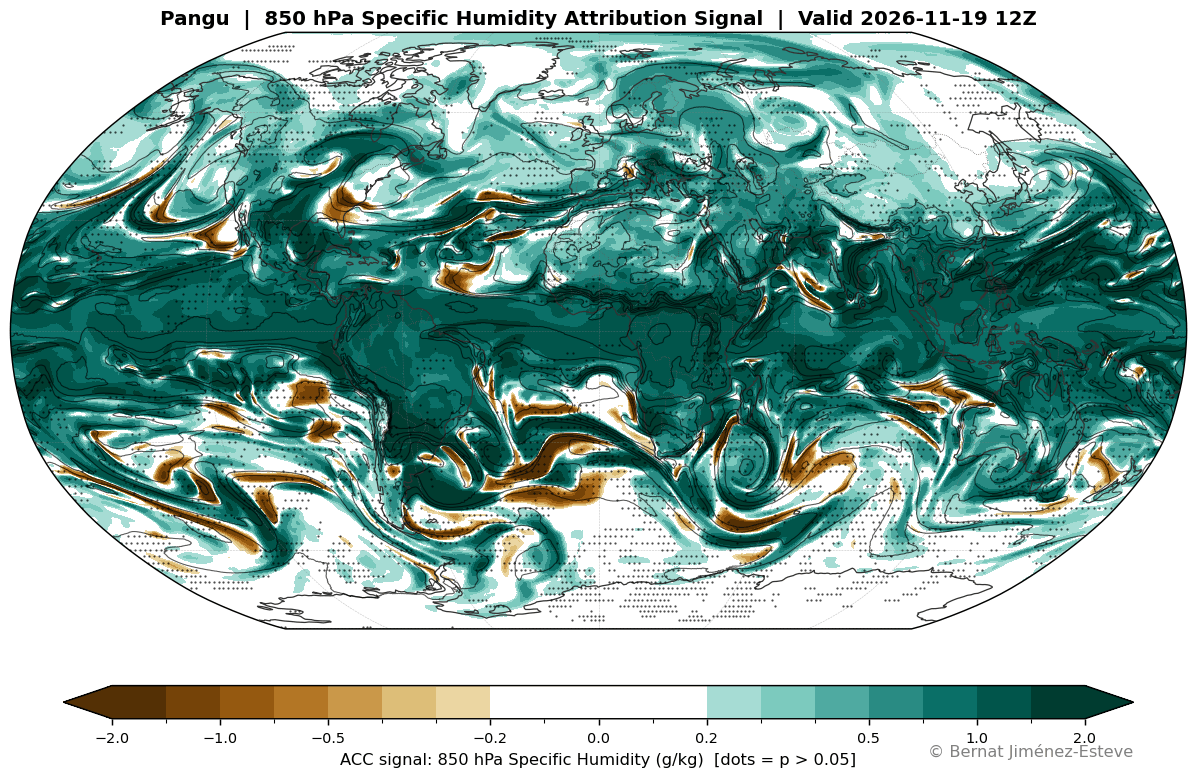 Pangu | 850 hPa Specific Humidity Attribution Signal | Valid 2026-11-19 12Z
−2.0 −1.0 −0.5 −0.2 0.0 0.2 0.5 1.0 2.0
ACC signal: 850 hPa Specific Humidity (g/kg) [dots = p > 0.05]
© Bernat Jiménez-Esteve